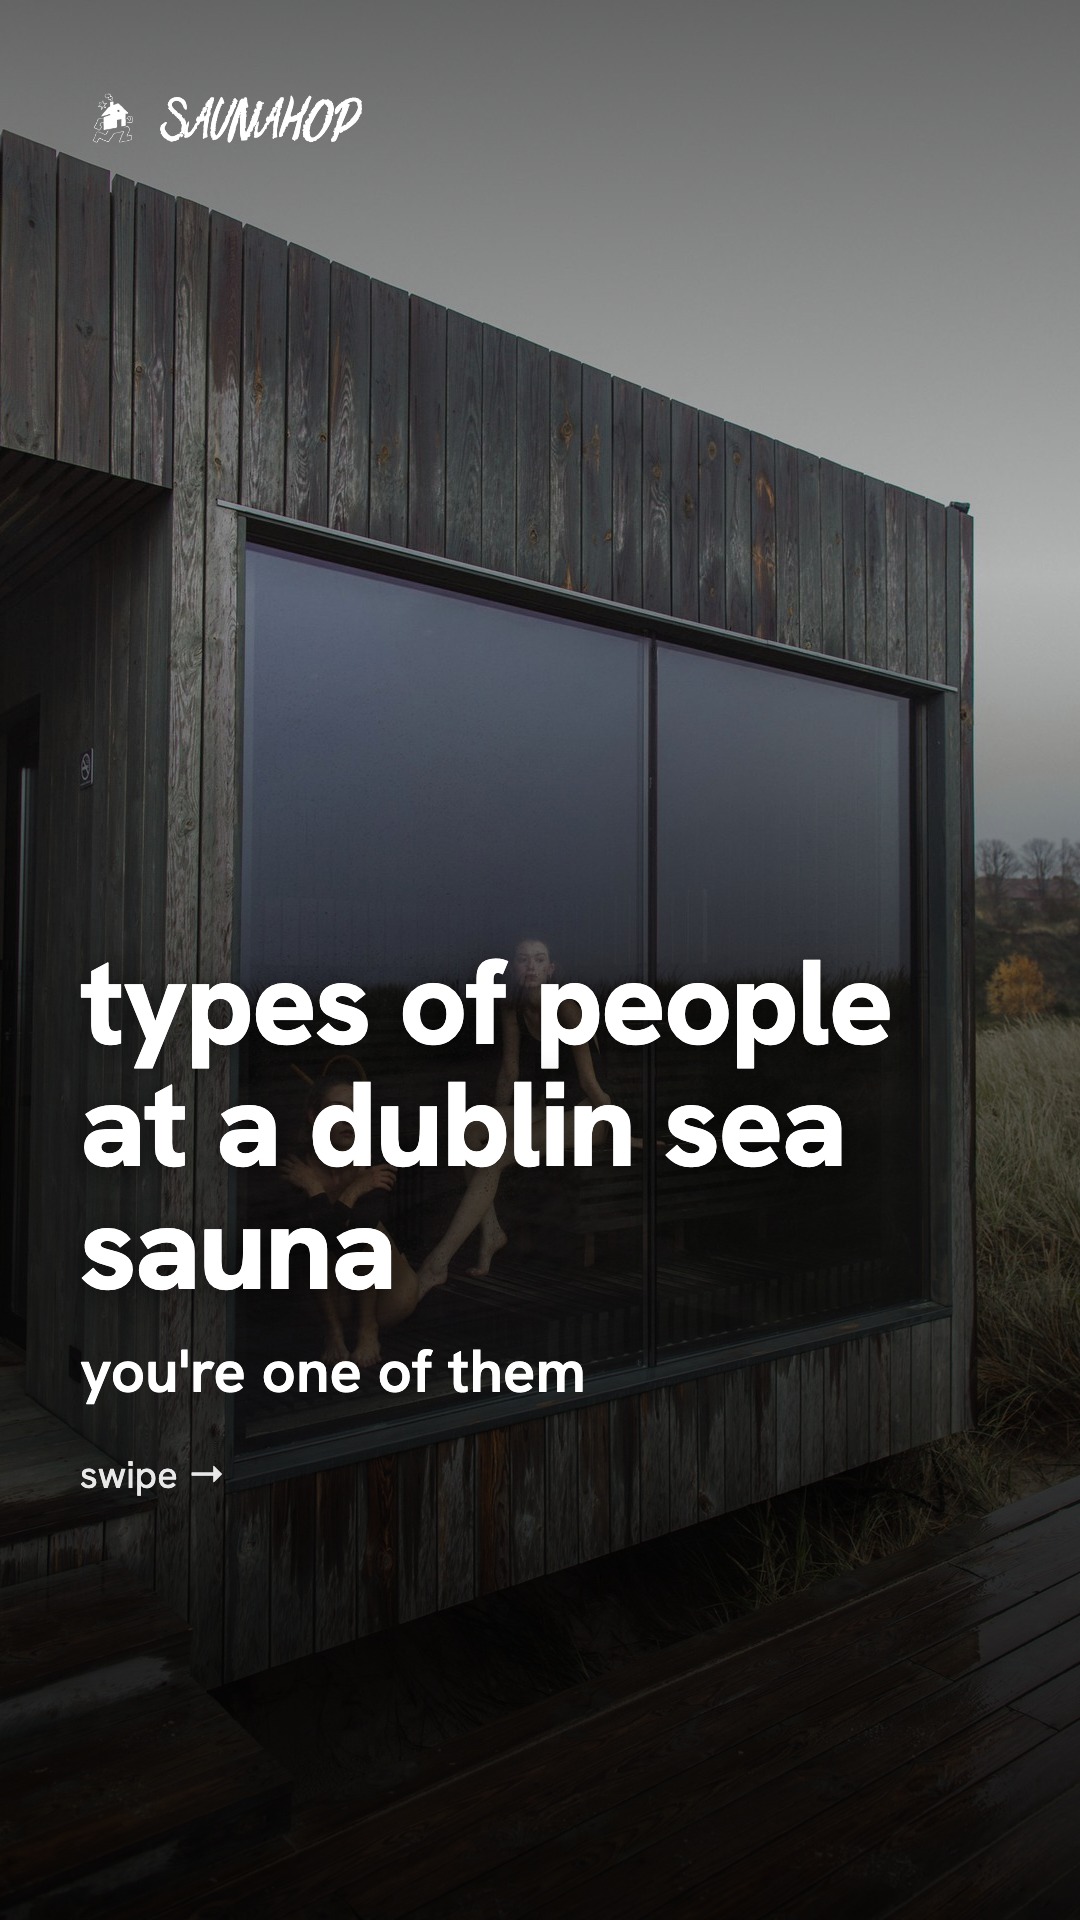 SAUNAHOP
types of people
at a dublin sea
sauna
you're one of them
swipe →